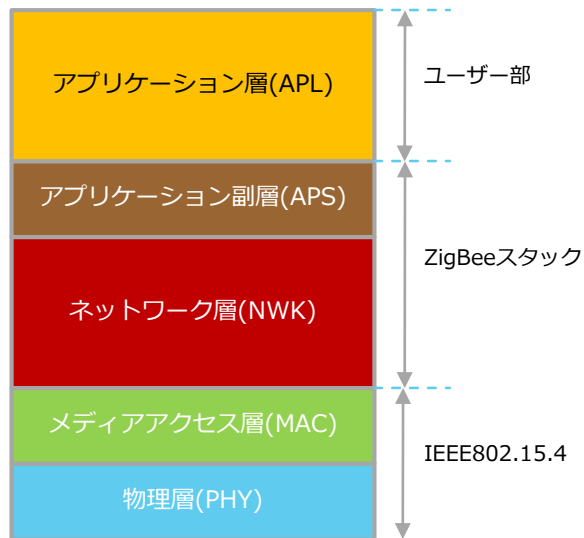 アプリケーション層(APL)
ユーザー部
アプリケーション副層(APS)
ZigBeeスタック
ネットワーク層(NWK)
メディアアクセス層(MAC)
IEEE802.15.4
物理層(PHY)